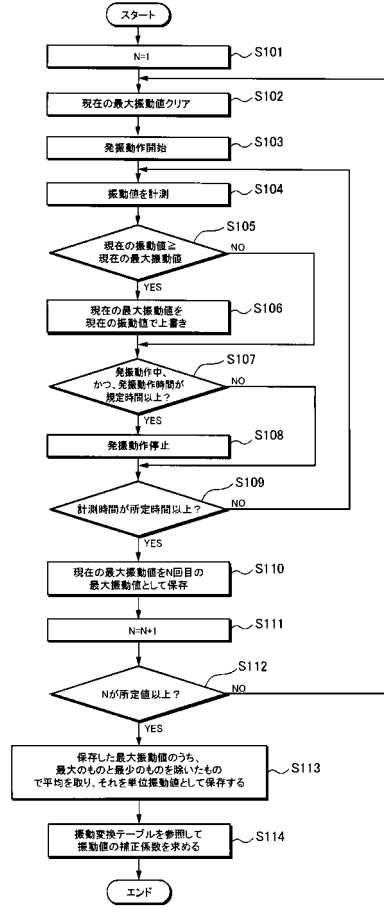 スタート
N=1
S101
現在の最大振動値クリア
S102
発振動作開始
S103
振動値を計測
S104
現在の振動値≧
現在の最大振動値
S105
NO
YES
現在の最大振動値を
現在の振動値で上書き
S106
発振動作中、
かつ、発振動作時間が
規定時間以上?
S107
NO
YES
発振動作停止
S108
計測時間が所定時間以上?
S109
NO
YES
現在の最大振動値をN回目の
最大振動値として保存
S110
N=N+1
S111
Nが所定値以上?
S112
NO
YES
保存した最大振動値のうち、
最大のものと最少のものを除いたもの
で平均を取り、それを単位振動値として保存する
S113
振動変換テーブルを参照して
振動値の補正係数を求める
S114
エンド